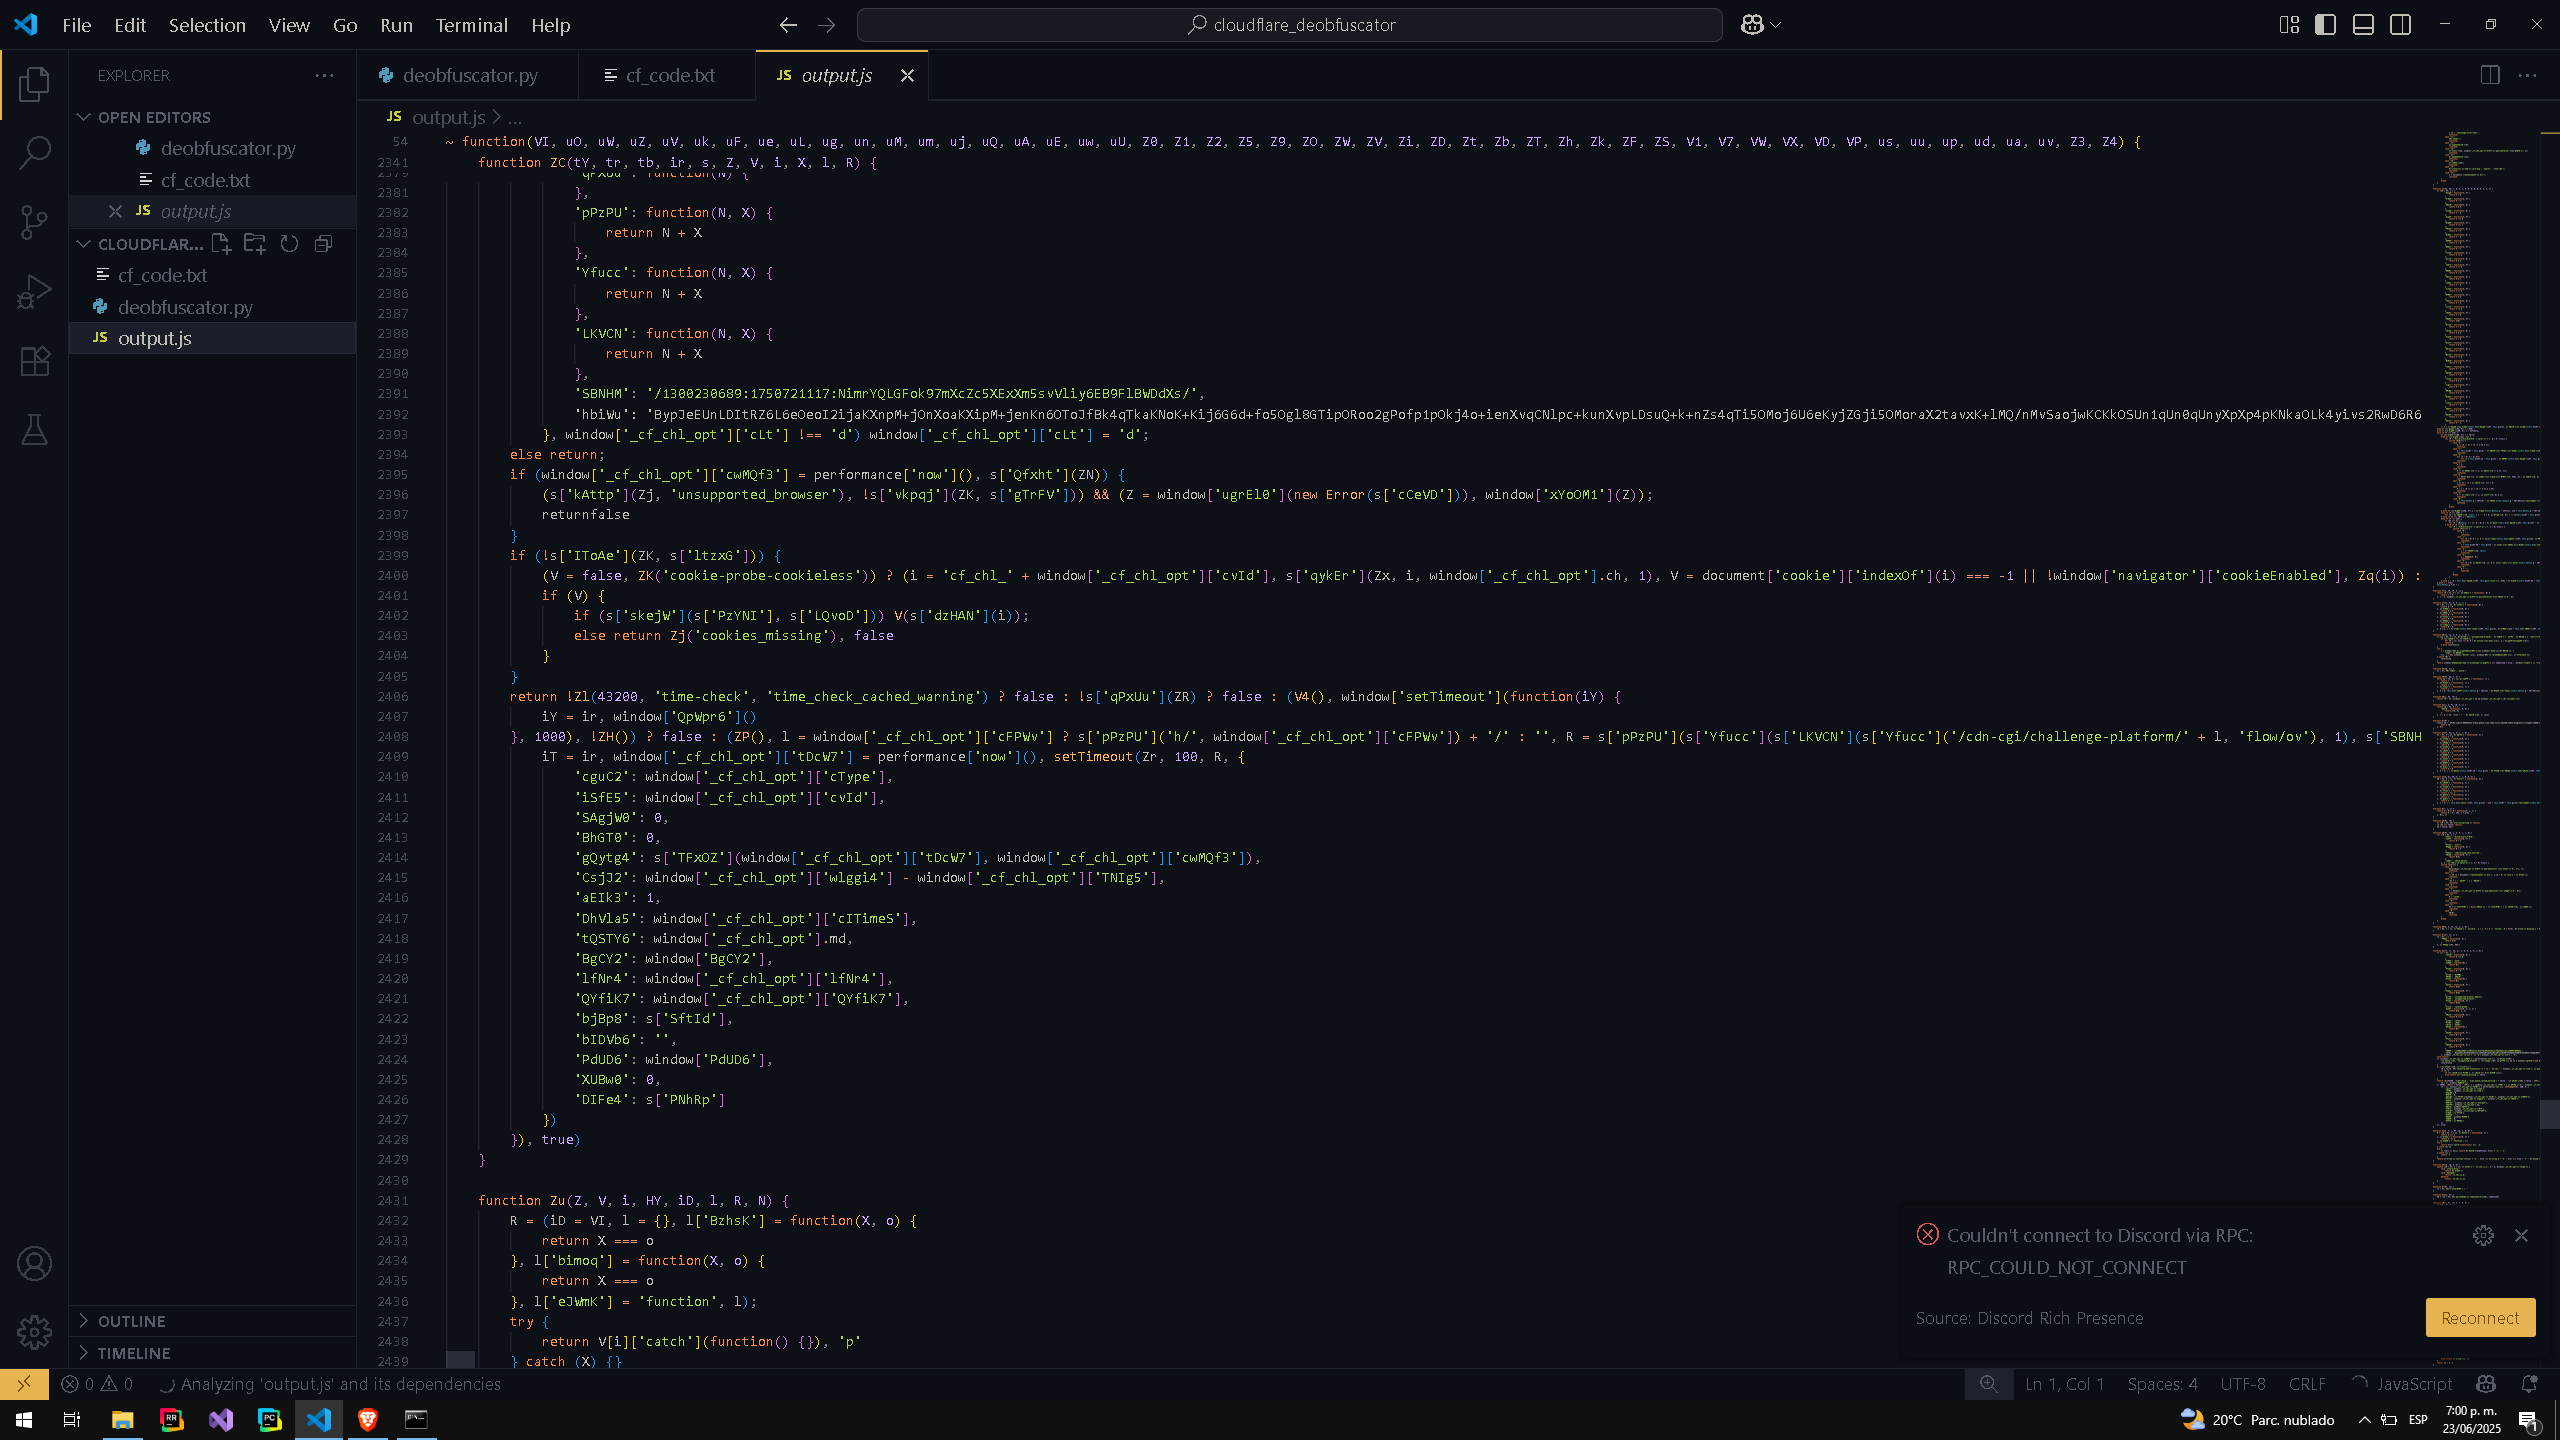 File Edit Selection View Go Run Terminal Help
cloudflare_deobfuscator
EXPLORER
OPEN EDITORS
deobfuscator.py
cf_code.txt
output.js
CLOUDFLAR...
cf_code.txt
deobfuscator.py
output.js
OUTLINE
TIMELINE
deobfuscator.py cf_code.txt JS output.js
JS output.js > ...
54 ~ function(VI, uO, uW, uZ, uV, uk, uF, ue, uL, ug, un, uM, um, uj, uQ, uA, uE, uw, uU, Z0, Z1, Z2, Z5, Z9, ZO, ZW, ZV, Zi, ZD, Zt, Zb, ZT, Zh, Zk, ZF, ZS, V1, V7, VW, VX, VD, VP, us, uu, up, ud, ua, uv, Z3, Z4) {
2341 function ZC(tY, tr, tb, ir, s, Z, V, i, X, l, R) {
2379 'qPxUu': function(N) {
2381 },
2382 'pPzPU': function(N, X) {
2383 return N + X
2384 },
2385 'Yfucc': function(N, X) {
2386 return N + X
2387 },
2388 'LKVCN': function(N, X) {
2389 return N + X
2390 },
2391 'SBNHM': '/1300230689:1750721117:NimrYQLGFok97mXcZc5XExXm5svVliy6EB9FlBWDdXs/',
2392 'hbiWu': 'BypJeEUnLDItRZ6L6eOeoI2ijaKXnpM+jOnXoaKXipM+jenKn6OToJfBk4qTkaKNoK+Kij6G6d+fo5Ogl8GTipORoo2gPofp1pOkj4o+ienXvqCNlpc+kunXvpLDsuQ+k+nZs4qTi5OMoj6U6eKyjZGji5OMoraX2tavxK+lMQ/nMvSaojwKCKkOSUn1qUn0qUnyXpXp4pKNkaOLk4yivs2RwD6R6
2393 }, window['_cf_chl_opt']['cLt'] !== 'd') window['_cf_chl_opt']['cLt'] = 'd';
2394 else return;
2395 if (window['_cf_chl_opt']['cwMQf3'] = performance['now'](), s['Qfxht'](ZN)) {
2396 (s['kAttp'](Zj, 'unsupported_browser'), !s['vkpqj'](ZK, s['gTrFV'])) && (Z = window['ugrEl0'](new Error(s['cCeVD'])), window['xYoOM1'](Z));
2397 returnfalse
2398 }
2399 if (!s['IToAe'](ZK, s['ltzxG'])) {
2400 (V = false, ZK('cookie-probe-cookieless')) ? (i = 'cf_chl_' + window['_cf_chl_opt']['cvId'], s['qykEr'](Zx, i, window['_cf_chl_opt'].ch, 1), V = document['cookie']['indexOf'](i) === -1 || !window['navigator']['cookieEnabled'], Zq(i)) :
2401 if (V) {
2402 if (s['skejW'](s['PzYNI'], s['LQvoD'])) V(s['dzHAN'](i));
2403 else return Zj('cookies_missing'), false
2404 }
2405 }
2406 return !Zl(43200, 'time-check', 'time_check_cached_warning') ? false : !s['qPxUu'](ZR) ? false : (V4(), window['setTimeout'](function(iY) {
2407 iY = ir, window['QpWpr6']()
2408 }, 1000), !ZH()) ? false : (ZP(), l = window['_cf_chl_opt']['cFPWv'] ? s['pPzPU']('h/', window['_cf_chl_opt']['cFPWv']) + '/' : '', R = s['pPzPU'](s['Yfucc'](s['LKVCN'](s['Yfucc']('/cdn-cgi/challenge-platform/' + l, 'flow/ov'), 1), s['SBNH
2409 iT = ir, window['_cf_chl_opt']['tDcW7'] = performance['now'](), setTimeout(Zr, 100, R, {
2410 'cguC2': window['_cf_chl_opt']['cType'],
2411 'iSfE5': window['_cf_chl_opt']['cvId'],
2412 'SAgjW0': 0,
2413 'BhGT0': 0,
2414 'gQytg4': s['TFxOZ'](window['_cf_chl_opt']['tDcW7'], window['_cf_chl_opt']['cwMQf3']),
2415 'CsjJ2': window['_cf_chl_opt']['wlggi4'] - window['_cf_chl_opt']['TNIg5'],
2416 'aEIk3': 1,
2417 'DhVla5': window['_cf_chl_opt']['cITimeS'],
2418 'tQSTY6': window['_cf_chl_opt'].md,
2419 'BgCY2': window['BgCY2'],
2420 'lfNr4': window['_cf_chl_opt']['lfNr4'],
2421 'QYfiK7': window['_cf_chl_opt']['QYfiK7'],
2422 'bjBp8': s['SftId'],
2423 'bIDVb6': '',
2424 'PdUD6': window['PdUD6'],
2425 'XUBw0': 0,
2426 'DIFe4': s['PNhRp']
2427 })
2428 }), true)
2429 }
2430
2431 function Zu(Z, V, i, HY, iD, l, R, N) {
2432 R = (iD = VI, l = {}, l['BzhsK'] = function(X, o) {
2433 return X === o
2434 }, l['bimoq'] = function(X, o) {
2435 return X === o
2436 }, l['eJWmK'] = 'function', l);
2437 try {
2438 return V[i]['catch'](function() {}), 'p'
2439 } catch (X) {}
Couldn't connect to Discord via RPC:
RPC_COULD_NOT_CONNECT
Source: Discord Rich Presence
Reconnect
0 0 Analyzing 'output.js' and its dependencies
Ln 1, Col 1 Spaces: 4 UTF-8 CRLF JavaScript
20°C Parc. nublado ESP
7:00 p. m.
23/06/2025
1